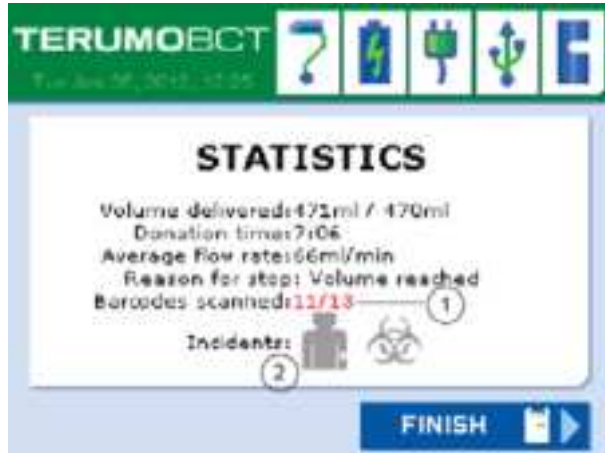 TERUMOBCT
STATISTICS
Volume delivered:471ml / 470ml
Donation time:7:06
Average flow rate:66ml/min
Reason for stop: Volume reached
Barcodes scanned:11/13
1
Incidents:
2
FINISH